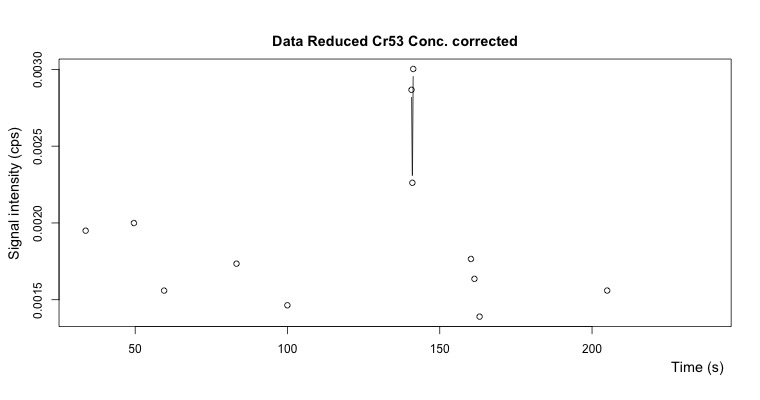 Data Reduced Cr53 Conc. corrected
Signal intensity (cps)
0.0030
0.0025
0.0020
0.0015
50 100 150 200
Time (s)